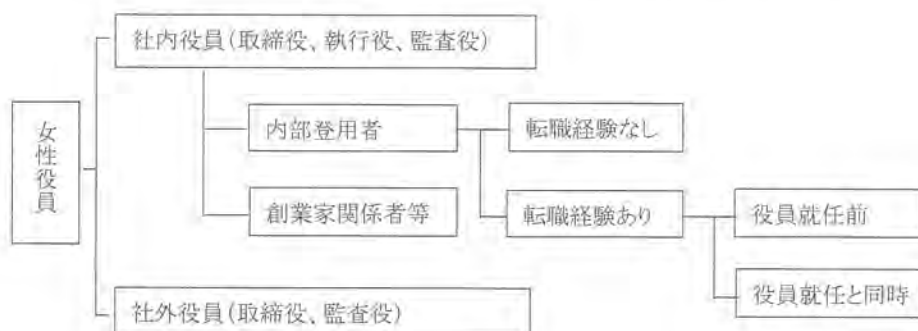 社内役員(取締役、執行役、監査役)
女性役員
内部登用者
転職経験なし
創業家関係者等
転職経験あり
役員就任前
役員就任と同時
社外役員(取締役、監査役)